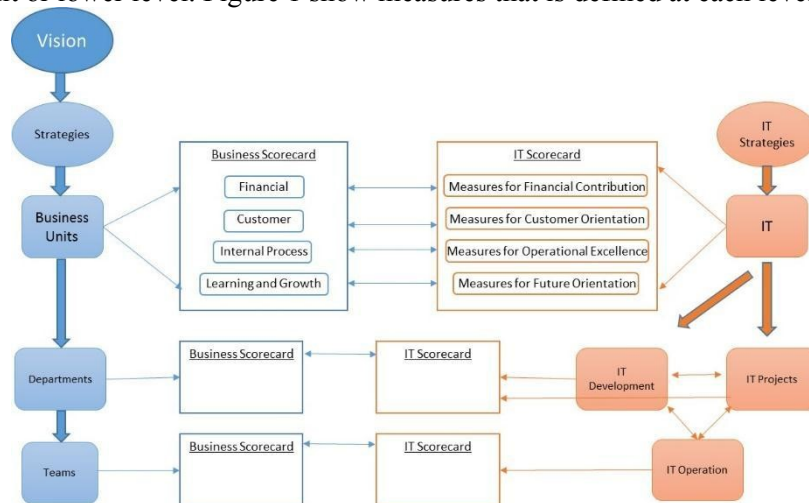 nt of lower level. Figure 1 show measures that is defined at each leve
Vision
Strategies
IT
Strategies
Business Scorecard
IT Scorecard
Financial
Measures for Financial Contribution
Business
Units
Customer
Measures for Customer Orientation
IT
Internal Process
Measures for Operational Excellence
Learning and Growth
Measures for Future Orientation
Departments
Business Scorecard
IT Scorecard
IT
Development
IT Projects
Teams
Business Scorecard
IT Scorecard
IT Operation